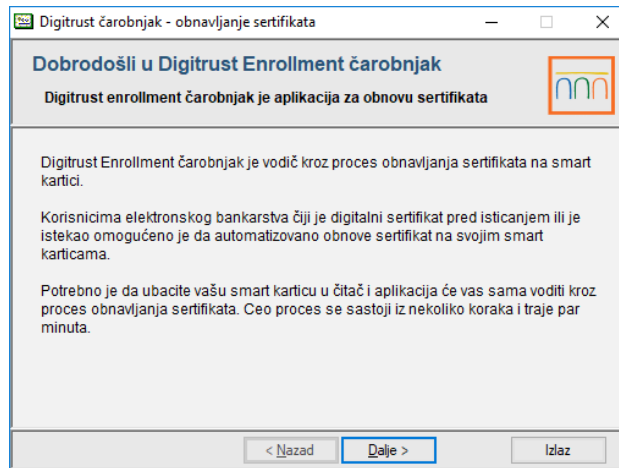 Digitrust čarobnjak - obnavljanje sertifikata
Dobrodošli u Digitrust Enrollment čarobnjak
Digitrust enrollment čarobnjak je aplikacija za obnovu sertifikata
Digitrust Enrollment čarobnjak je vodič kroz proces obnavljanja sertifikata na smart
kartici.
Korisnicima elektronskog bankarstva čiji je digitalni sertifikat pred isticanjem ili je
istekao omogućeno je da automatizovano obnove sertifikat na svojim smart
karticama.
Potrebno je da ubacite vašu smart karticu u čitač i aplikacija će vas sama voditi kroz
proces obnavljanja sertifikata. Ceo proces se sastoji iz nekoliko koraka i traje par
minuta.
< Nazad
Dalje >
Izlaz